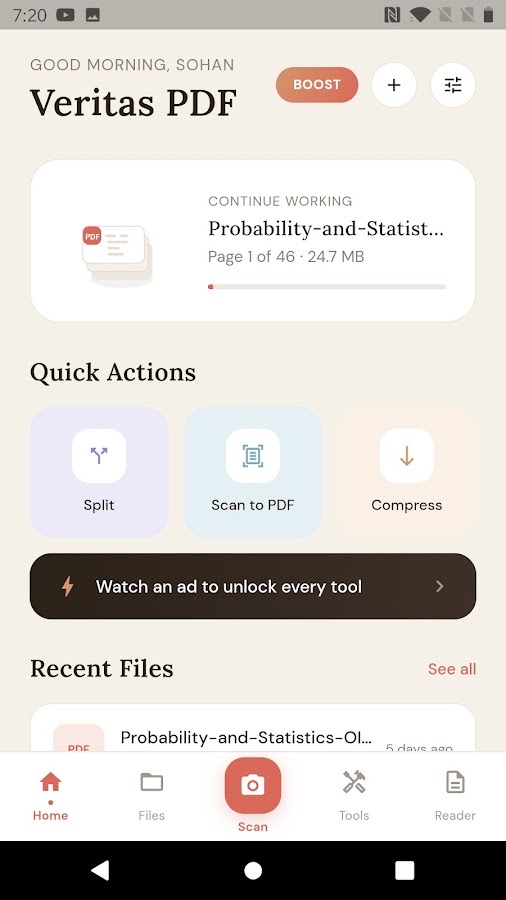 7:20
GOOD MORNING, SOHAN
Veritas PDF
BOOST
CONTINUE WORKING
PDF
Probability-and-Statist...
Page 1 of 46 · 24.7 MB
Quick Actions
Split
Scan to PDF
Compress
Watch an ad to unlock every tool
Recent Files
See all
Probability-and-Statistics-Ol...
PDF
5 days ago
Home
Files
Scan
Tools
Reader